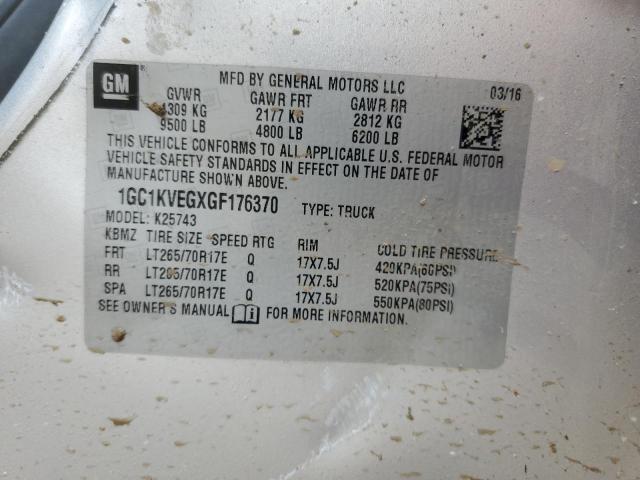 GM
MFD BY GENERAL MOTORS LLC 03/16
GVWR GAWR FRT GAWR RR
4309 KG 2177 KG 2812 KG
9500 LB 4800 LB 6200 LB
THIS VEHICLE CONFORMS TO ALL APPLICABLE U.S. FEDERAL MOTOR
VEHICLE SAFETY STANDARDS IN EFFECT ON THE DATE OF
MANUFACTURE SHOWN ABOVE.
1GC1KVEGXGF176370 TYPE: TRUCK
MODEL: K25743
KBMZ TIRE SIZE SPEED RTG RIM COLD TIRE PRESSURE
FRT LT265/70R17E Q 17X7.5J 420KPA(60PSI)
RR LT265/70R17E Q 17X7.5J 520KPA(75PSI)
SPA LT265/70R17E Q 17X7.5J 550KPA(80PSI)
SEE OWNER'S MANUAL FOR MORE INFORMATION.